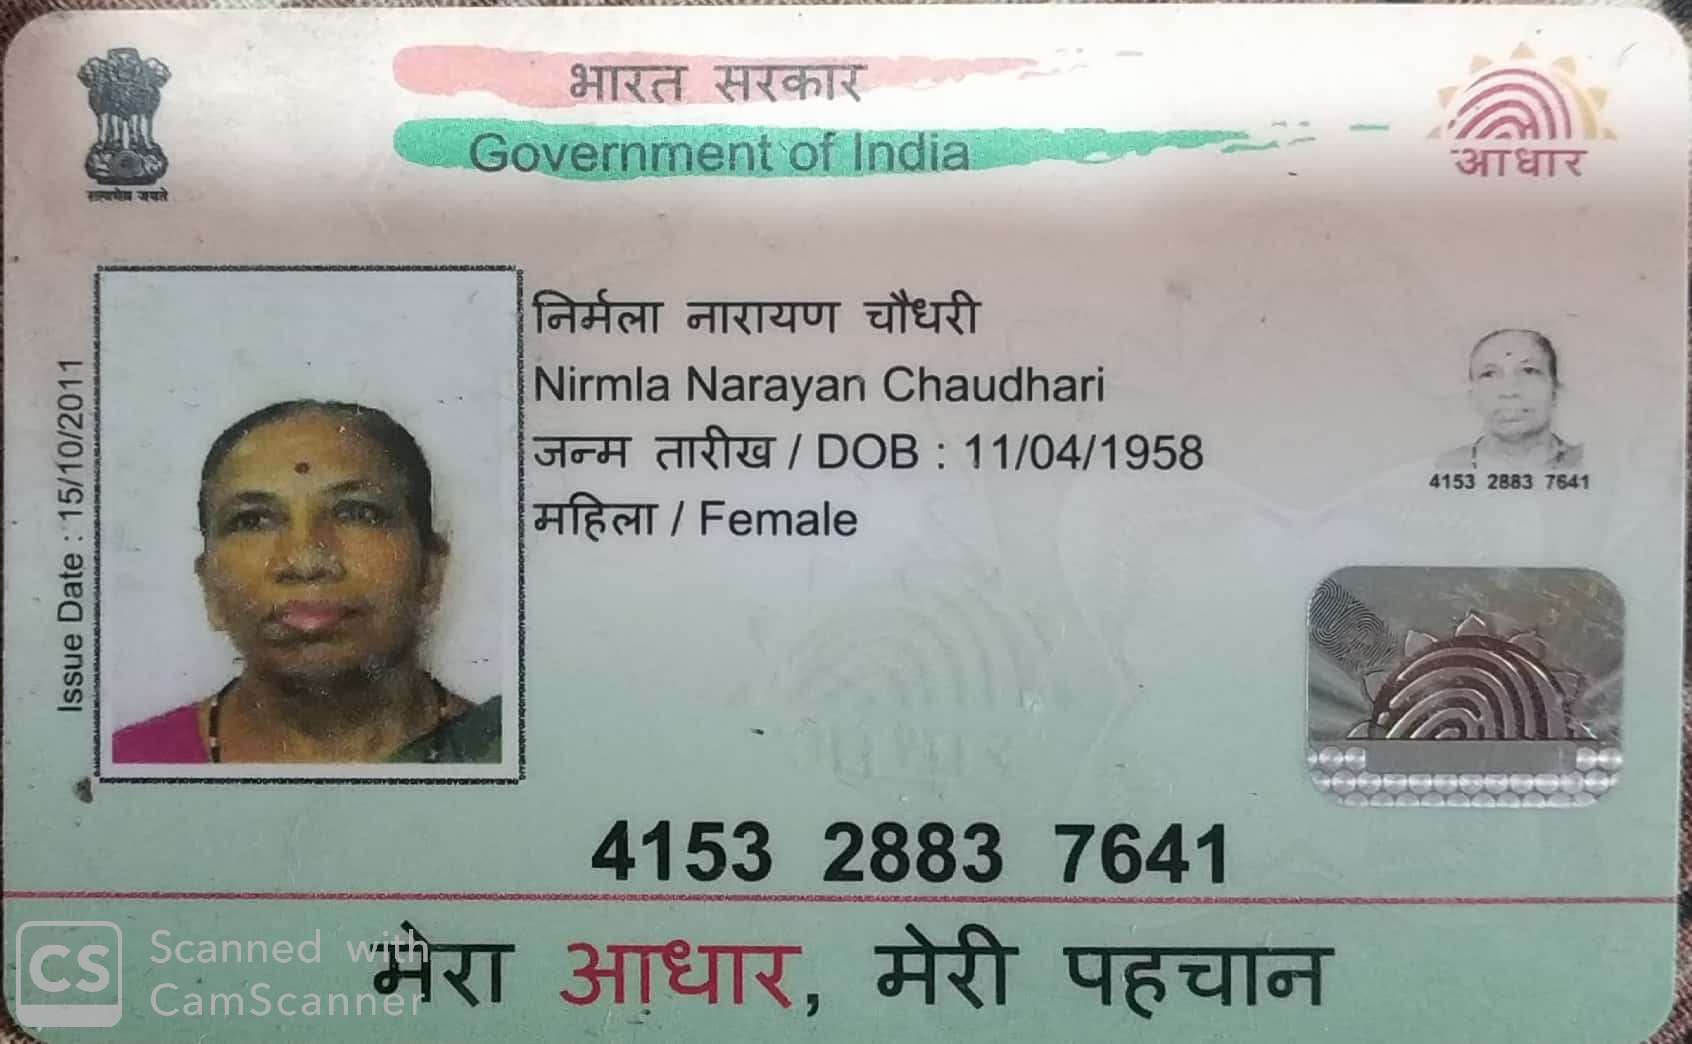 भारत सरकार
Government of India
सत्यमेव जयते
आधार
Issue Date : 15/10/2011
निर्मला नारायण चौधरी
Nirmla Narayan Chaudhari
जन्म तारीख / DOB : 11/04/1958
महिला / Female
4153 2883 7641
4153 2883 7641
मेरा आधार, मेरी पहचान
CS Scanned with
CamScanner